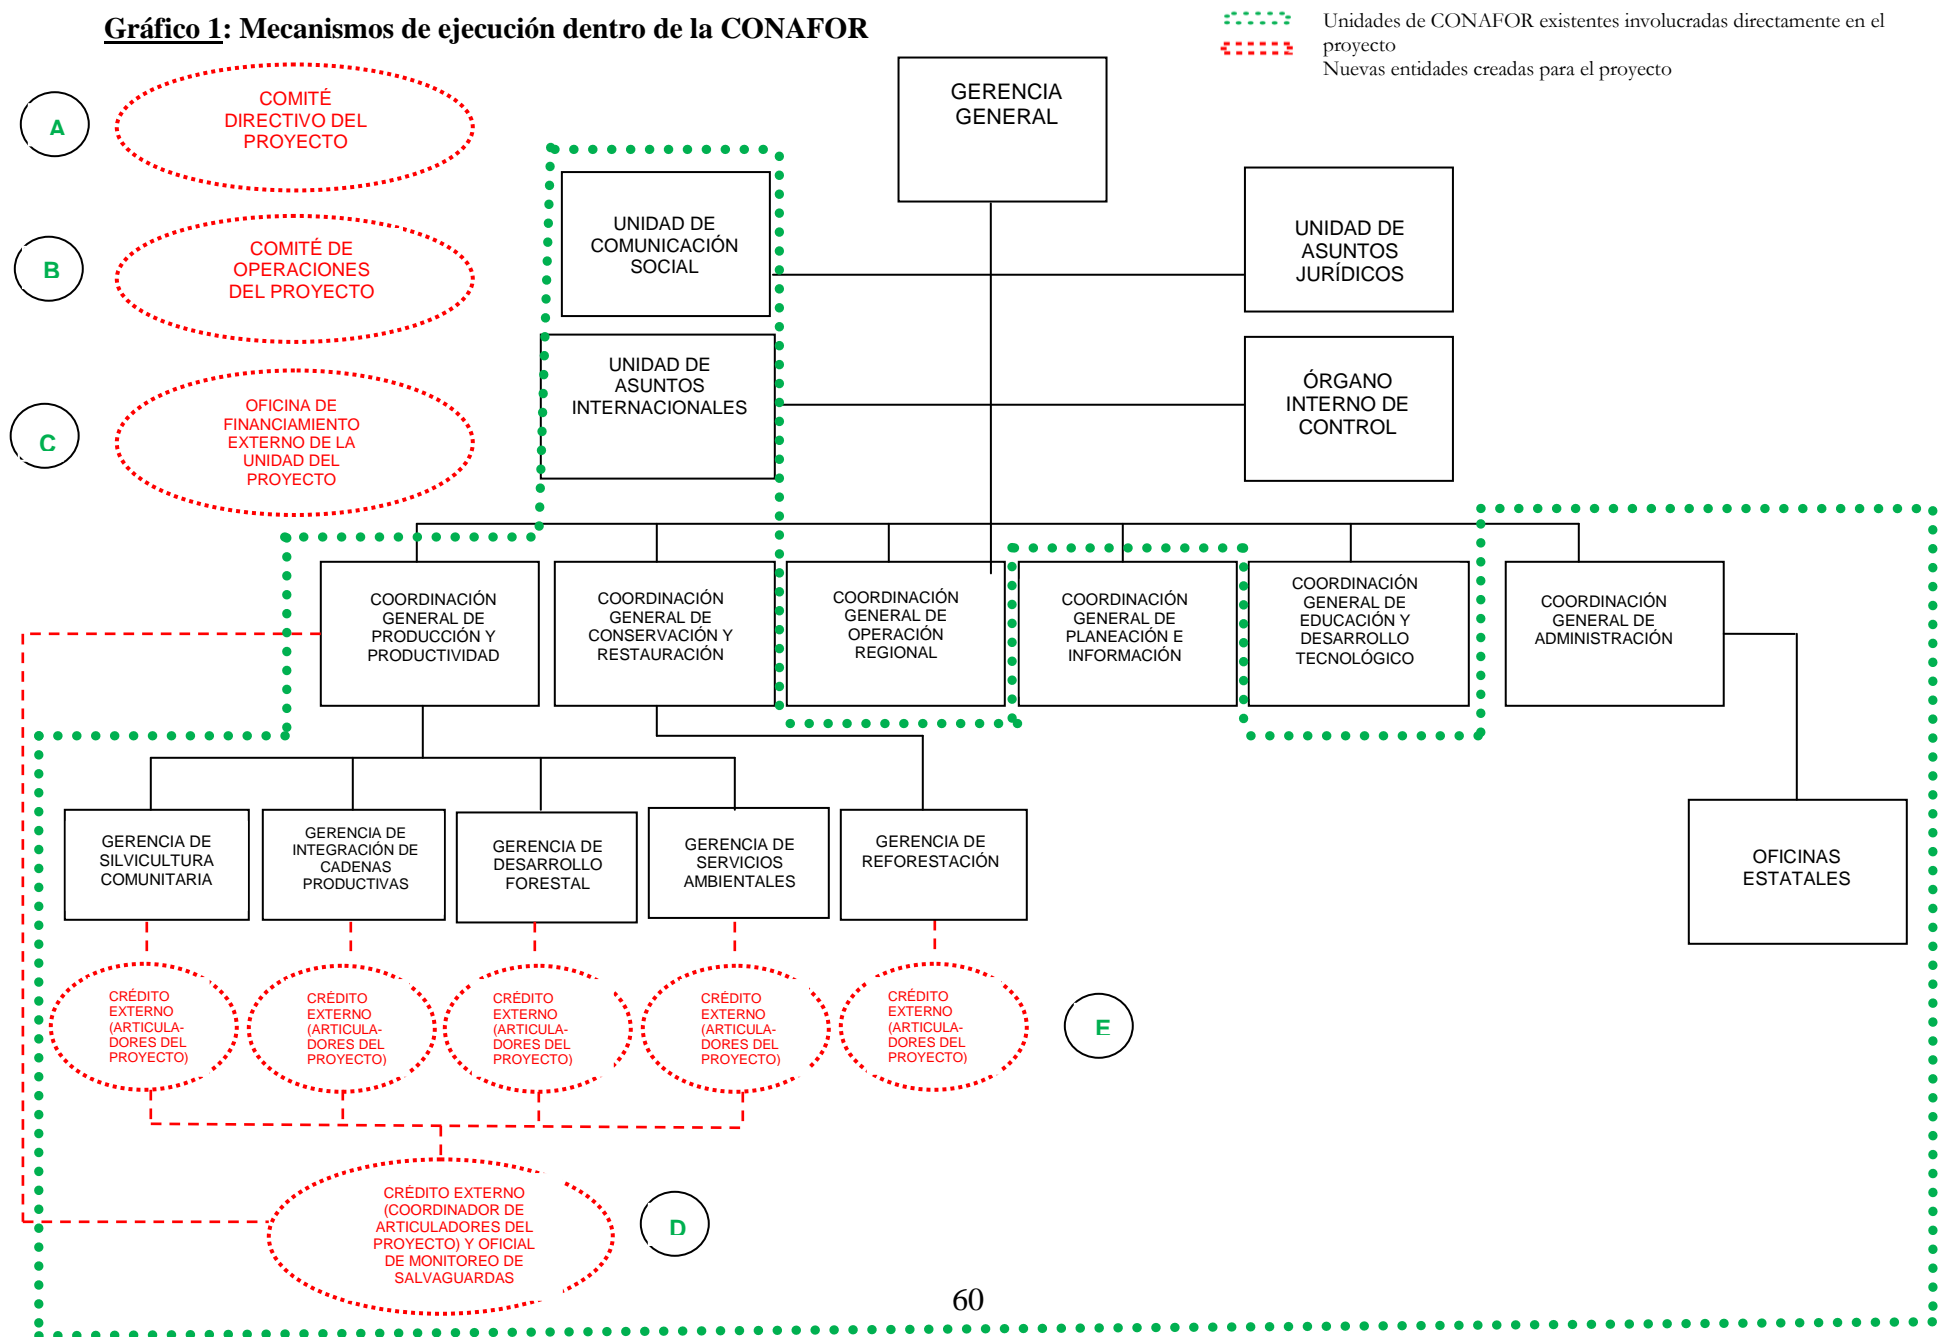 Gráfico 1: Mecanismos de ejecución dentro de la CONAFOR
Unidades de CONAFOR existentes involucradas directamente en el
proyecto
Nuevas entidades creadas para el proyecto
A
COMITÉ
DIRECTIVO DEL
PROYECTO
B
COMITÉ DE
OPERACIONES
DEL PROYECTO
C
OFICINA DE
FINANCIAMIENTO
EXTERNO DE LA
UNIDAD DEL
PROYECTO
GERENCIA
GENERAL
UNIDAD DE
COMUNICACIÓN
SOCIAL
UNIDAD DE
ASUNTOS
JURÍDICOS
UNIDAD DE
ASUNTOS
INTERNACIONALES
ÓRGANO
INTERNO DE
CONTROL
COORDINACIÓN
GENERAL DE
PRODUCCIÓN Y
PRODUCTIVIDAD
COORDINACIÓN
GENERAL DE
CONSERVACIÓN Y
RESTAURACIÓN
COORDINACIÓN
GENERAL DE
OPERACIÓN
REGIONAL
COORDINACIÓN
GENERAL DE
PLANEACIÓN E
INFORMACIÓN
COORDINACIÓN
GENERAL DE
EDUCACIÓN Y
DESARROLLO
TECNOLÓGICO
COORDINACIÓN
GENERAL DE
ADMINISTRACIÓN
GERENCIA DE
SILVICULTURA
COMUNITARIA
GERENCIA DE
INTEGRACIÓN DE
CADENAS
PRODUCTIVAS
GERENCIA DE
DESARROLLO
FORESTAL
GERENCIA DE
SERVICIOS
AMBIENTALES
GERENCIA DE
REFORESTACIÓN
OFICINAS
ESTATALES
CRÉDITO
EXTERNO
(ARTICULA-
DORES DEL
PROYECTO)
CRÉDITO
EXTERNO
(ARTICULA-
DORES DEL
PROYECTO)
CRÉDITO
EXTERNO
(ARTICULA-
DORES DEL
PROYECTO)
CRÉDITO
EXTERNO
(ARTICULA-
DORES DEL
PROYECTO)
CRÉDITO
EXTERNO
(ARTICULA-
DORES DEL
PROYECTO)
E
CRÉDITO EXTERNO
(COORDINADOR DE
ARTICULADORES DEL
PROYECTO) Y OFICIAL
DE MONITOREO DE
SALVAGUARDAS
D
60